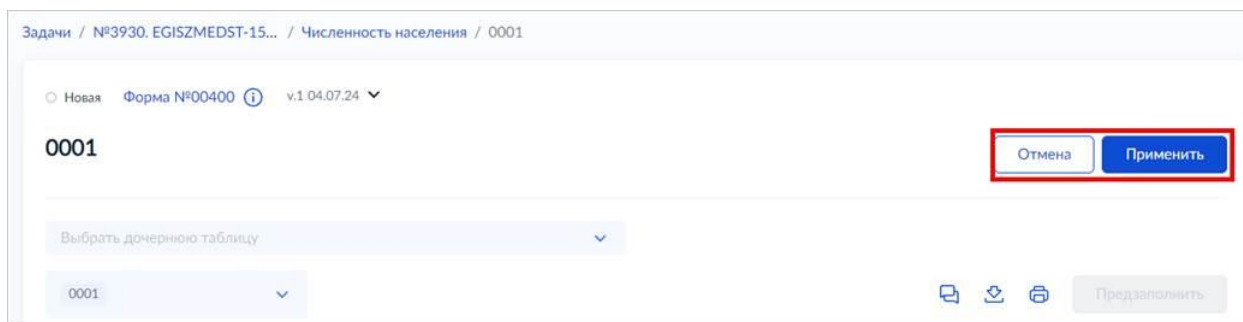 Задачи / №3930. EGISZMEDST-15... / Численность населения / 0001
Новая Форма №00400 v.1 04.07.24
0001
Отмена Применить
Выбрать дочернюю таблицу
0001 Предзаполнить